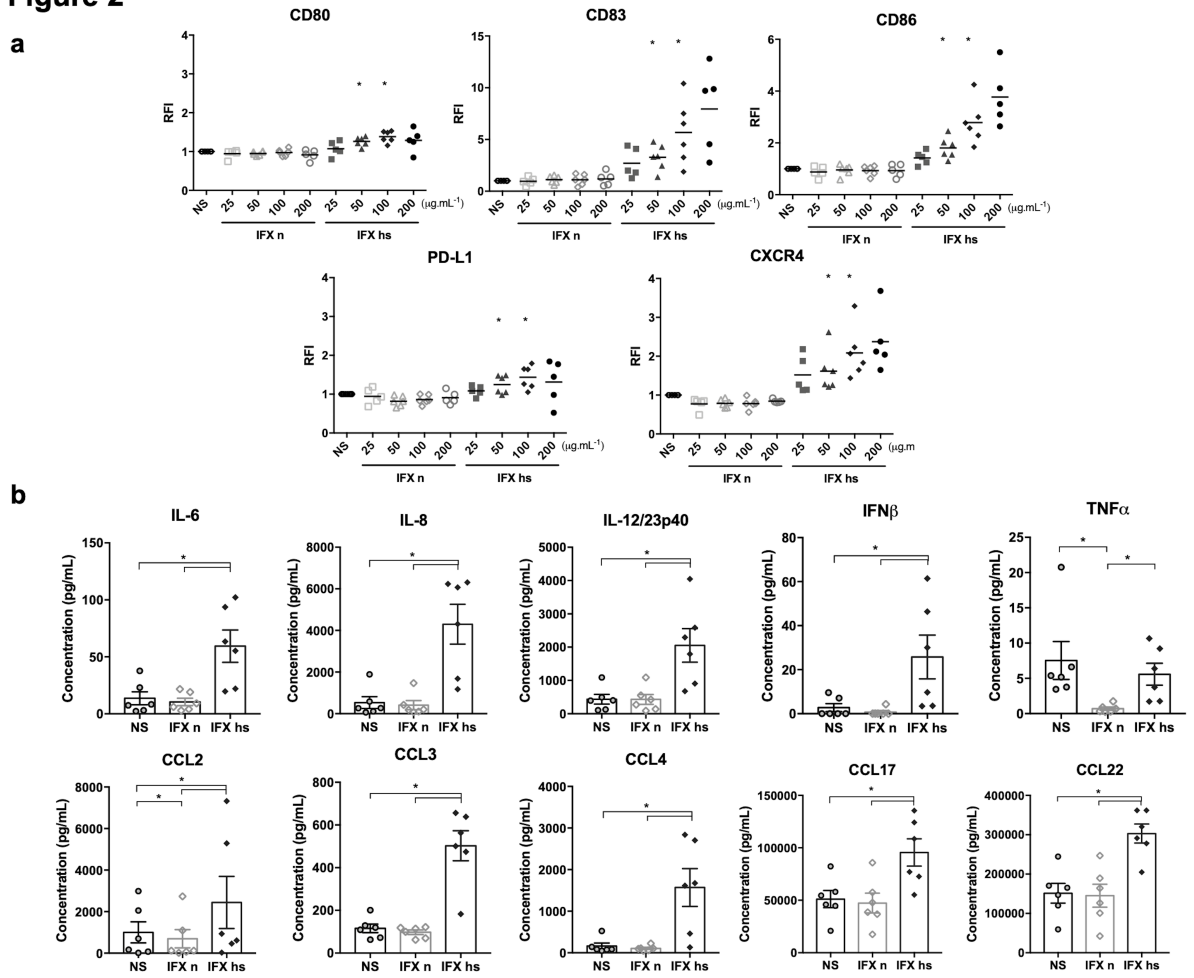 Figure 2
a
CD80
RFI
4
3
2
1
0
NS 25 50 100 200 25 50 100 200 (μg.mL-1)
IFX n IFX hs
* *
CD83
RFI
15
10
5
0
NS 25 50 100 200 25 50 100 200 (μg.mL-1)
IFX n IFX hs
* *
CD86
RFI
6
4
2
0
NS 25 50 100 200 25 50 100 200 (μg.mL-1)
IFX n IFX hs
* *
PD-L1
RFI
4
3
2
1
0
NS 25 50 100 200 25 50 100 200 (μg.mL-1)
IFX n IFX hs
* *
CXCR4
RFI
4
3
2
1
0
NS 25 50 100 200 25 50 100 200 (μg.m
IFX n IFX hs
* *
b
IL-6
Concentration (pg/mL)
150
100
50
0
NS IFX n IFX hs
*
IL-8
Concentration (pg/mL)
8000
6000
4000
2000
0
NS IFX n IFX hs
*
IL-12/23p40
Concentration (pg/mL)
5000
4000
3000
2000
1000
0
NS IFX n IFX hs
*
IFNβ
Concentration (pg/mL)
80
60
40
20
0
NS IFX n IFX hs
*
TNFα
Concentration (pg/mL)
25
20
15
10
5
0
NS IFX n IFX hs
* *
CCL2
Concentration (pg/mL)
8000
6000
4000
2000
0
NS IFX n IFX hs
* *
CCL3
Concentration (pg/mL)
800
600
400
200
0
NS IFX n IFX hs
*
CCL4
Concentration (pg/mL)
4000
3000
2000
1000
0
NS IFX n IFX hs
*
CCL17
Concentration (pg/mL)
150000
100000
50000
0
NS IFX n IFX hs
*
CCL22
Concentration (pg/mL)
400000
300000
200000
100000
0
NS IFX n IFX hs
*